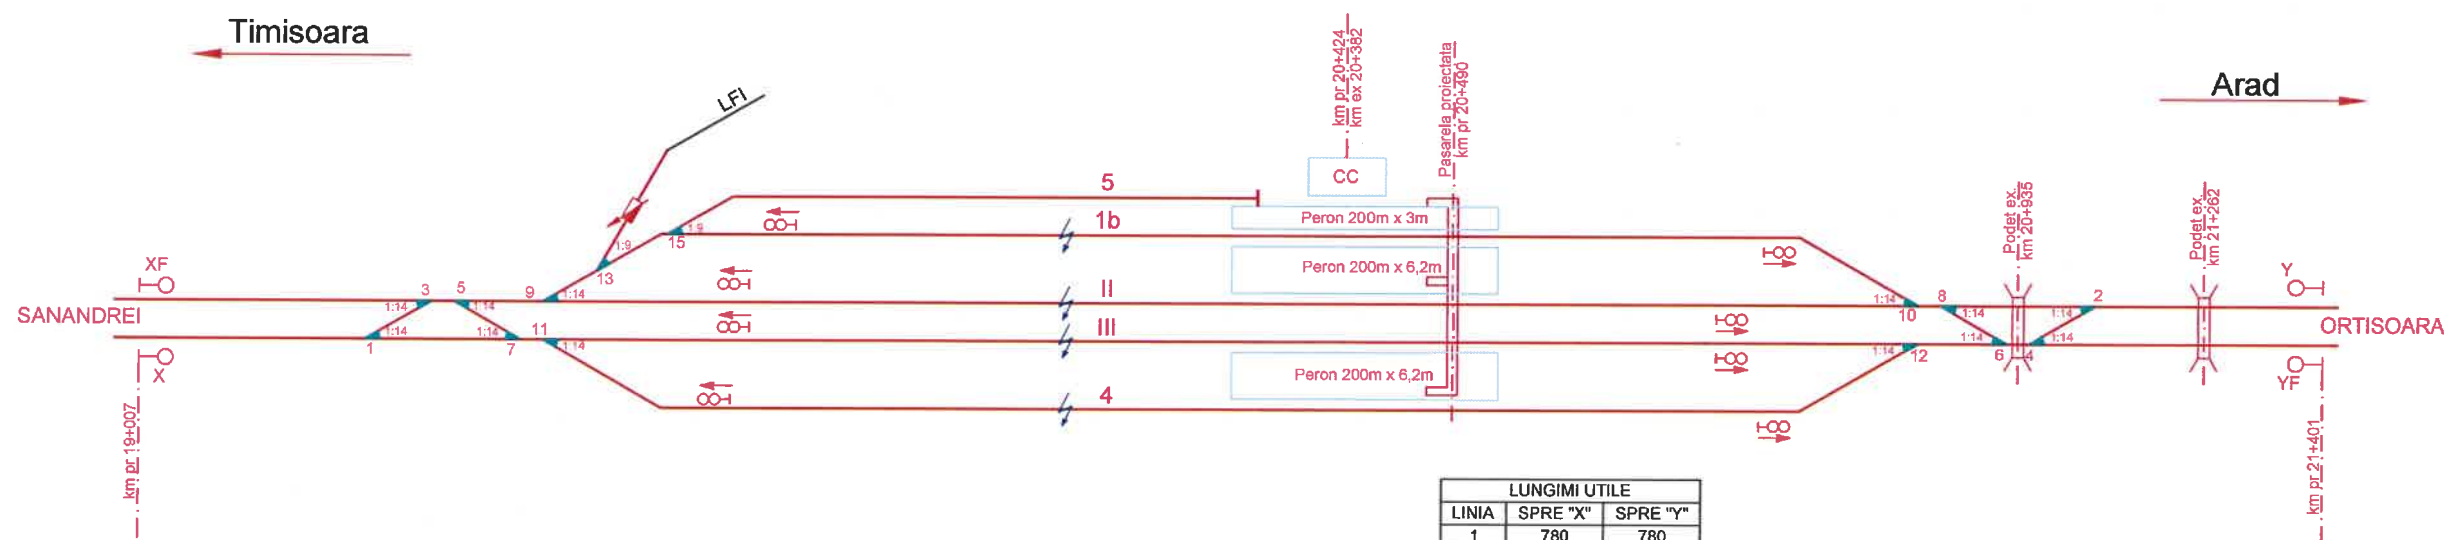 Timisoara
Arad
LFI
km pr 20+424
km ex 20+382
Pasarela proiectata
km pr 20+490
CC
5
Peron 200m x 3m
1b
1:9
15
1:9
13
Podet ex.
km 20+935
Podet ex.
km 21+262
XF
Y
Peron 200m x 6,2m
3
5
9
1:14
II
1:14
10
8
2
1:14
1:14
1:14
1:14
SANANDREI
ORTISOARA
1:14
1:14
11
III
1
7
1:14
1:14
12
1:14
6
4
1:14
X
YF
Peron 200m x 6,2m
4
km pr 19+007
km pr 21+401
LUNGIMI UTILE
LINIA SPRE "X" SPRE "Y"
1 780 780